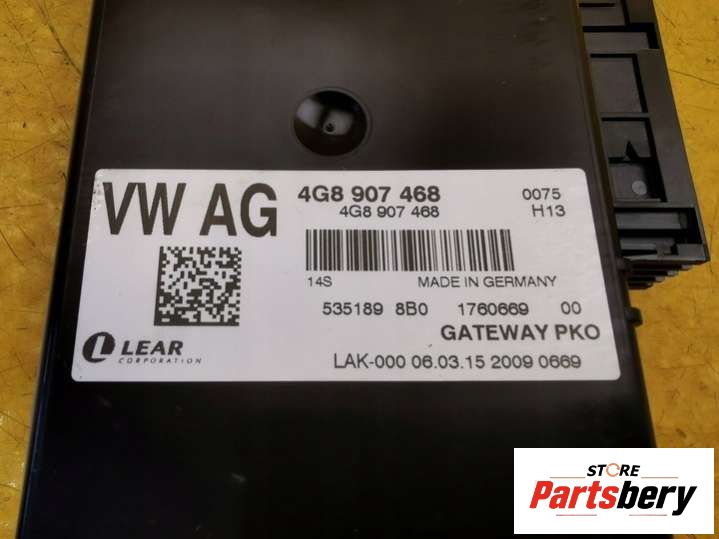 VW AG
4G8 907 468
0075
4G8 907 468
H13
14S
MADE IN GERMANY
535189 8B0 1760669 00
GATEWAY PKO
LEAR
CORPORATION
LAK-000 06.03.15 2009 0669
STORE
Partsbery